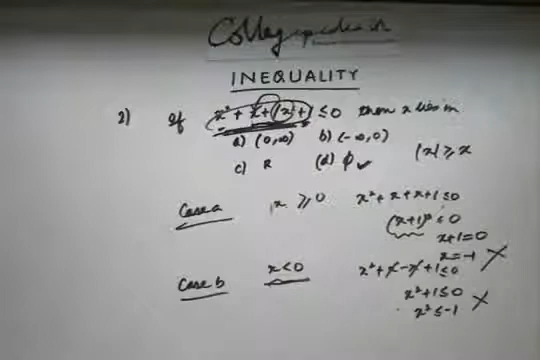 INEQUALITY
2) If x² + x + |x| + 1 ≤ 0 then x lies in
a) (0, ∞) b) (-∞, 0)
c) R (d) ϕ ✓ |x| ≥ x
Case a x ≥ 0 x² + x + x + 1 ≤ 0
(x+1)² ≤ 0
x+1 = 0
x = -1 ×
Case b x < 0 x² + x - x + 1 ≤ 0
x² + 1 ≤ 0 ×
x² ≤ -1